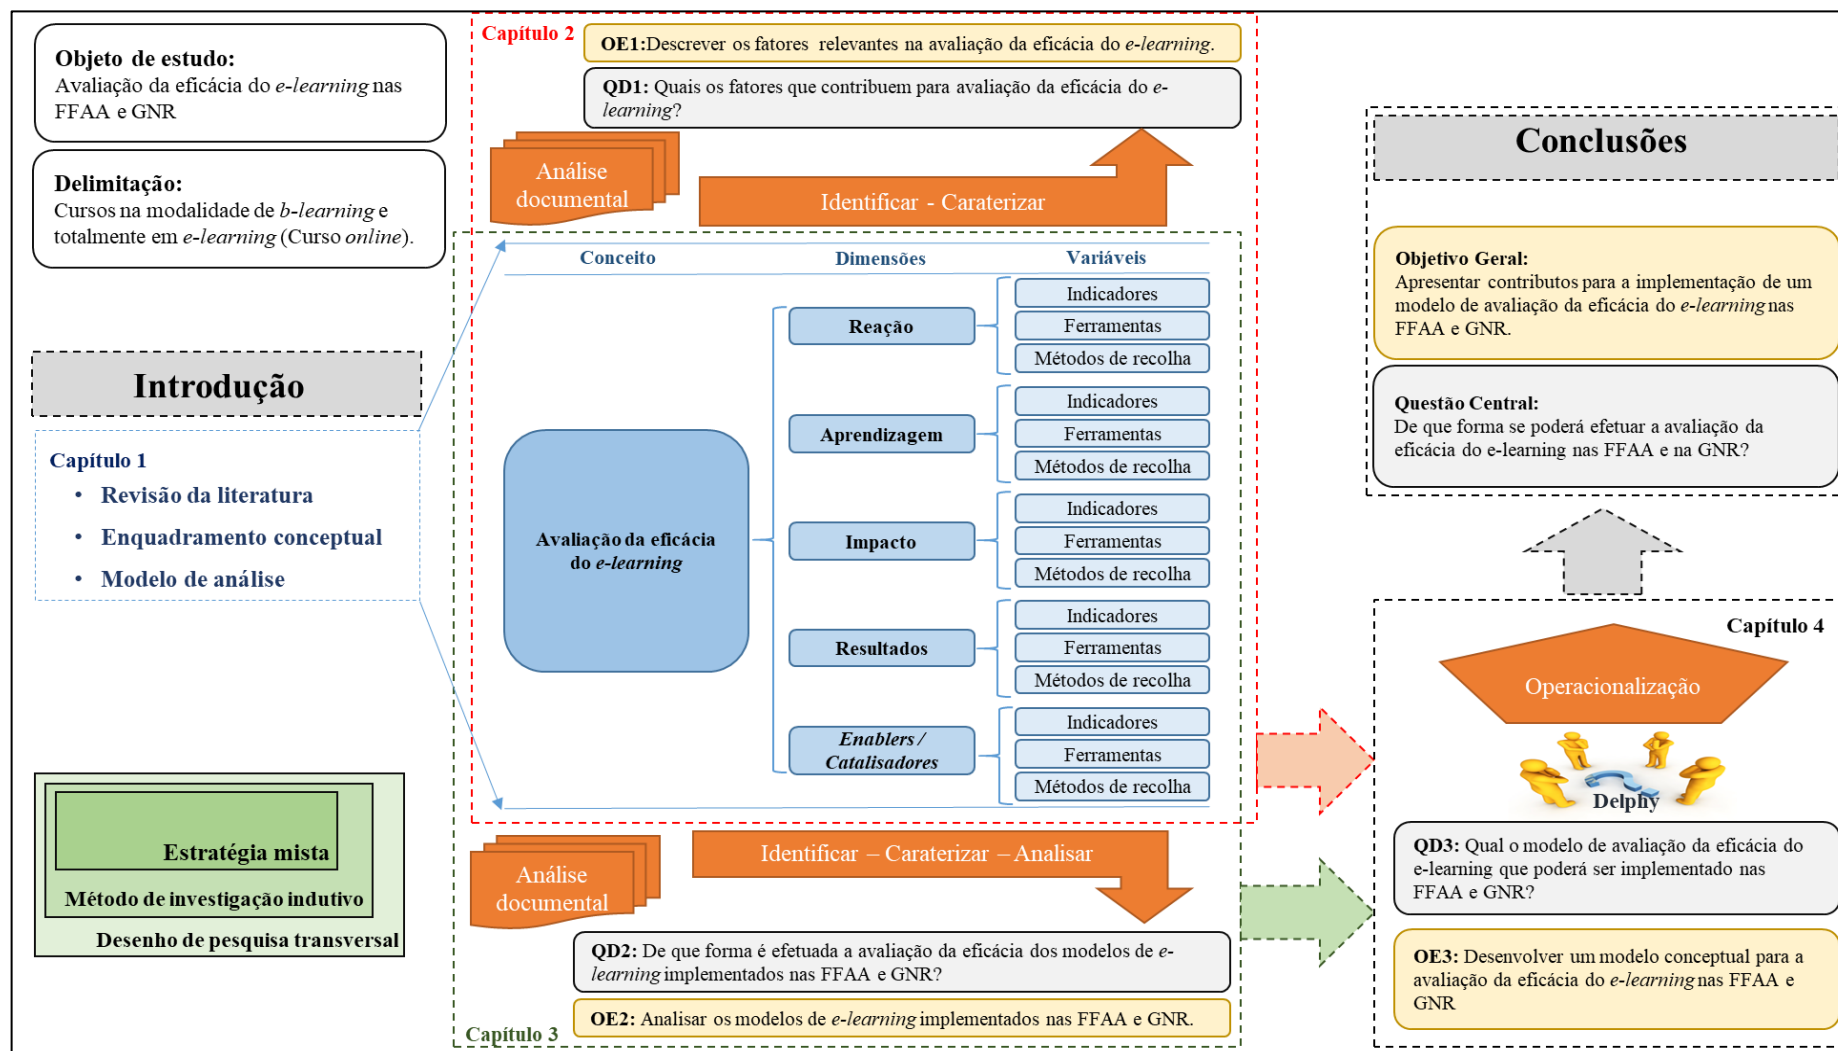 Objeto de estudo:
Avaliação da eficácia do e-learning nas
FFAA e GNR
Delimitação:
Cursos na modalidade de b-learning e
totalmente em e-learning (Curso online).
Introdução
Capítulo 1
• Revisão da literatura
• Enquadramento conceptual
• Modelo de análise
Estratégia mista
Método de investigação indutivo
Desenho de pesquisa transversal
Capítulo 2
OE1:Descrever os fatores relevantes na avaliação da eficácia do e-learning.
QD1: Quais os fatores que contribuem para avaliação da eficácia do e-
learning?
Análise
documental
Identificar - Caraterizar
Conceito
Dimensões
Variáveis
Avaliação da eficácia
do e-learning
Reação
Indicadores
Ferramentas
Métodos de recolha
Aprendizagem
Indicadores
Ferramentas
Métodos de recolha
Impacto
Indicadores
Ferramentas
Métodos de recolha
Resultados
Indicadores
Ferramentas
Métodos de recolha
Enablers /
Catalisadores
Indicadores
Ferramentas
Métodos de recolha
Análise
documental
Identificar – Caraterizar – Analisar
QD2: De que forma é efetuada a avaliação da eficácia dos modelos de e-
learning implementados nas FFAA e GNR?
OE2: Analisar os modelos de e-learning implementados nas FFAA e GNR.
Capítulo 3
Conclusões
Objetivo Geral:
Apresentar contributos para a implementação de um
modelo de avaliação da eficácia do e-learning nas
FFAA e GNR.
Questão Central:
De que forma se poderá efetuar a avaliação da
eficácia do e-learning nas FFAA e na GNR?
Capítulo 4
Operacionalização
Delphy
QD3: Qual o modelo de avaliação da eficácia do
e-learning que poderá ser implementado nas
FFAA e GNR?
OE3: Desenvolver um modelo conceptual para a
avaliação da eficácia do e-learning nas FFAA e
GNR